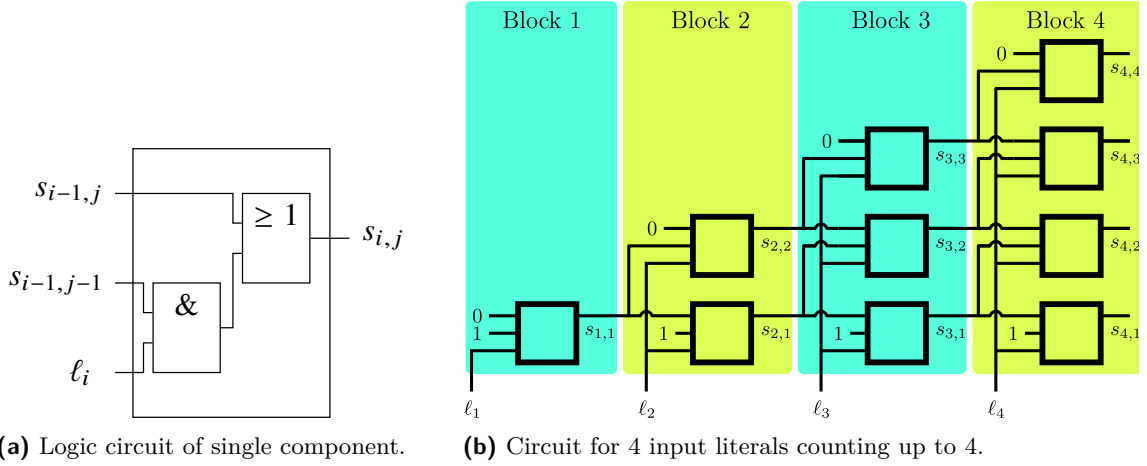 Block 1
Block 2
Block 3
Block 4
0
s_{4,4}
s_{i−1,j}
≥ 1
s_{i,j}
0
s_{3,3}
s_{4,3}
s_{i−1,j−1}
&
0
s_{2,2}
s_{3,2}
s_{4,2}
ℓ_i
0
1
s_{1,1}
1
s_{2,1}
1
s_{3,1}
1
s_{4,1}
ℓ_1
ℓ_2
ℓ_3
ℓ_4
(a) Logic circuit of single component.
(b) Circuit for 4 input literals counting up to 4.